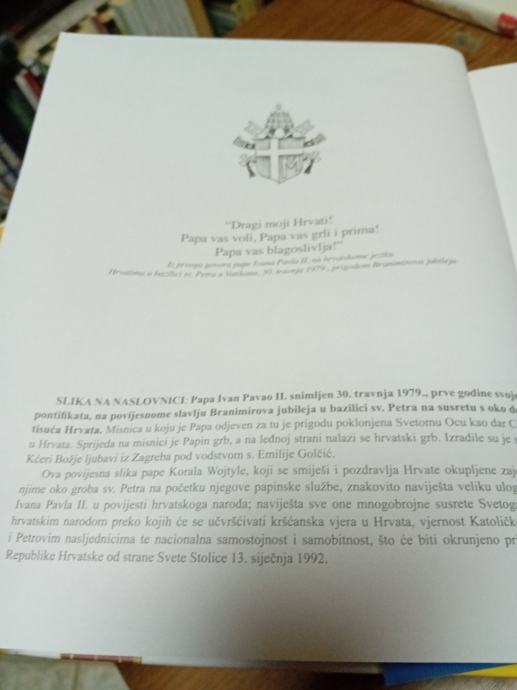 "Dragi moji Hrvati!
Papa vas voli, Papa vas grli i prima!
Papa vas blagoslivlja!"
Iz prvoga govora pape Ivana Pavla II. na hrvatskome jeziku
Hrvatima u bazilici sv. Petra u Vatikanu, 30. travnja 1979., prigodom Branimirova jubileja
SLIKA NA NASLOVNICI: Papa Ivan Pavao II. snimljen 30. travnja 1979., prve godine svoje
pontifikata, na povijesnome slavlju Branimirova jubileja u bazilici sv. Petra na susretu s oko de
tisuća Hrvata. Misnica u koju je Papa odjeven za tu je prigodu poklonjena Svetomu Ocu kao dar C
u Hrvata. Sprijeda na misnici je Papin grb, a na leđnoj strani nalazi se hrvatski grb. Izradile su je s
Kćeri Božje ljubavi iz Zagreba pod vodstvom s. Emilije Golčić.
Ova povijesna slika pape Korala Wojtyle, koji se smiješi i pozdravlja Hrvate okupljene zaje
njime oko groba sv. Petra na početku njegove papinske službe, znakovito naviješta veliku ulog
Ivana Pavla II. u povijesti hrvatskoga naroda; naviješta sve one mnogobrojne susrete Svetoga
hrvatskim narodom preko kojih će se učvršćivati kršćanska vjera u Hrvata, vjernost Katoličko
i Petrovim nasljednicima te nacionalna samostojnost i samobitnost, što će biti okrunjeno pri
Republike Hrvatske od strane Svete Stolice 13. siječnja 1992.